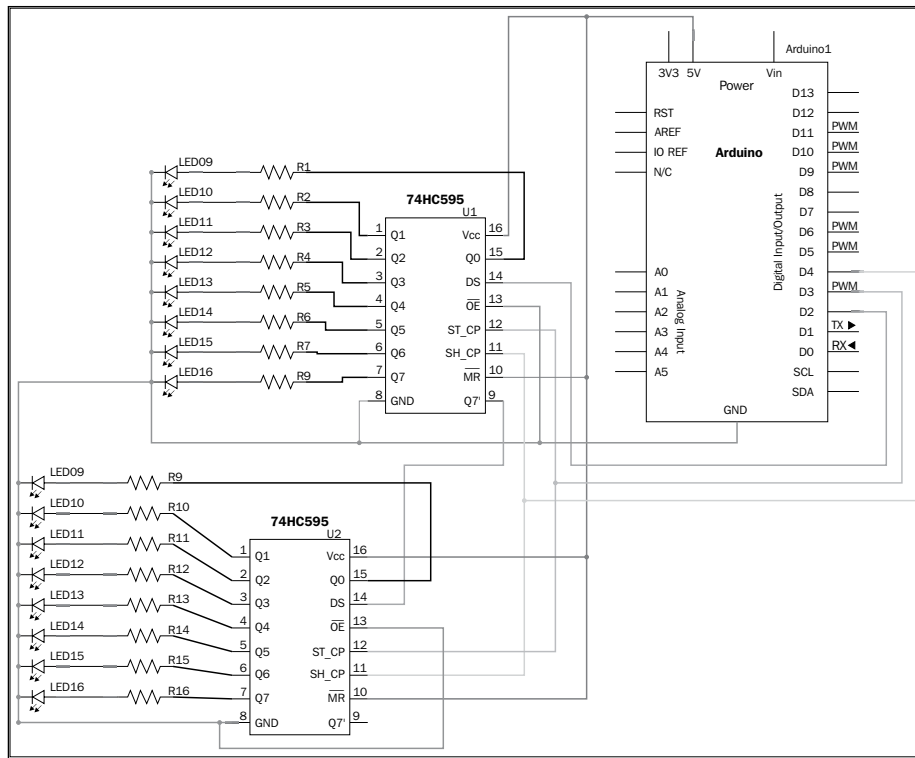 Arduino1
3V3 5V Vin
Power
Arduino
RST
AREF
IO REF
N/C
A0
A1
A2
A3
A4
A5
Analog Input
Digital Input/Output
D13
D12
D11 PWM
D10 PWM
D9 PWM
D8
D7
D6 PWM
D5 PWM
D4
D3 PWM
D2
D1 TX
D0 RX
SCL
SDA
GND
LED09 R1
LED10 R2
LED11 R3
LED12 R4
LED13 R5
LED14 R6
LED15 R7
LED16 R9
74HC595
U1
1 Q1 Vcc 16
2 Q2 Q0 15
3 Q3 DS 14
4 Q4 OE 13
5 Q5 ST_CP 12
6 Q6 SH_CP 11
7 Q7 MR 10
8 GND Q7' 9
LED09 R9
LED10 R10
LED11 R11
LED12 R12
LED13 R13
LED14 R14
LED15 R15
LED16 R16
74HC595
U2
1 Q1 Vcc 16
2 Q2 Q0 15
3 Q3 DS 14
4 Q4 OE 13
5 Q5 ST_CP 12
6 Q6 SH_CP 11
7 Q7 MR 10
8 GND Q7' 9